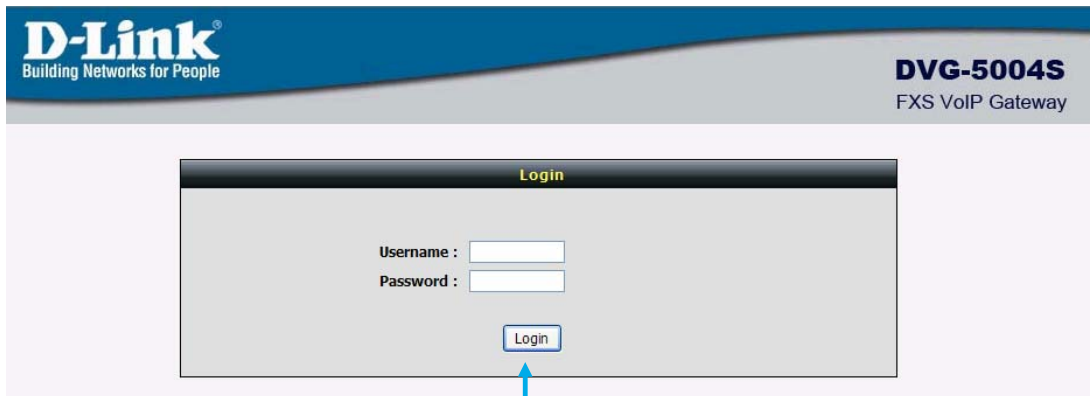 D-Link®
Building Networks for People
DVG-5004S
FXS VoIP Gateway
Login
Username :
Password :
Login